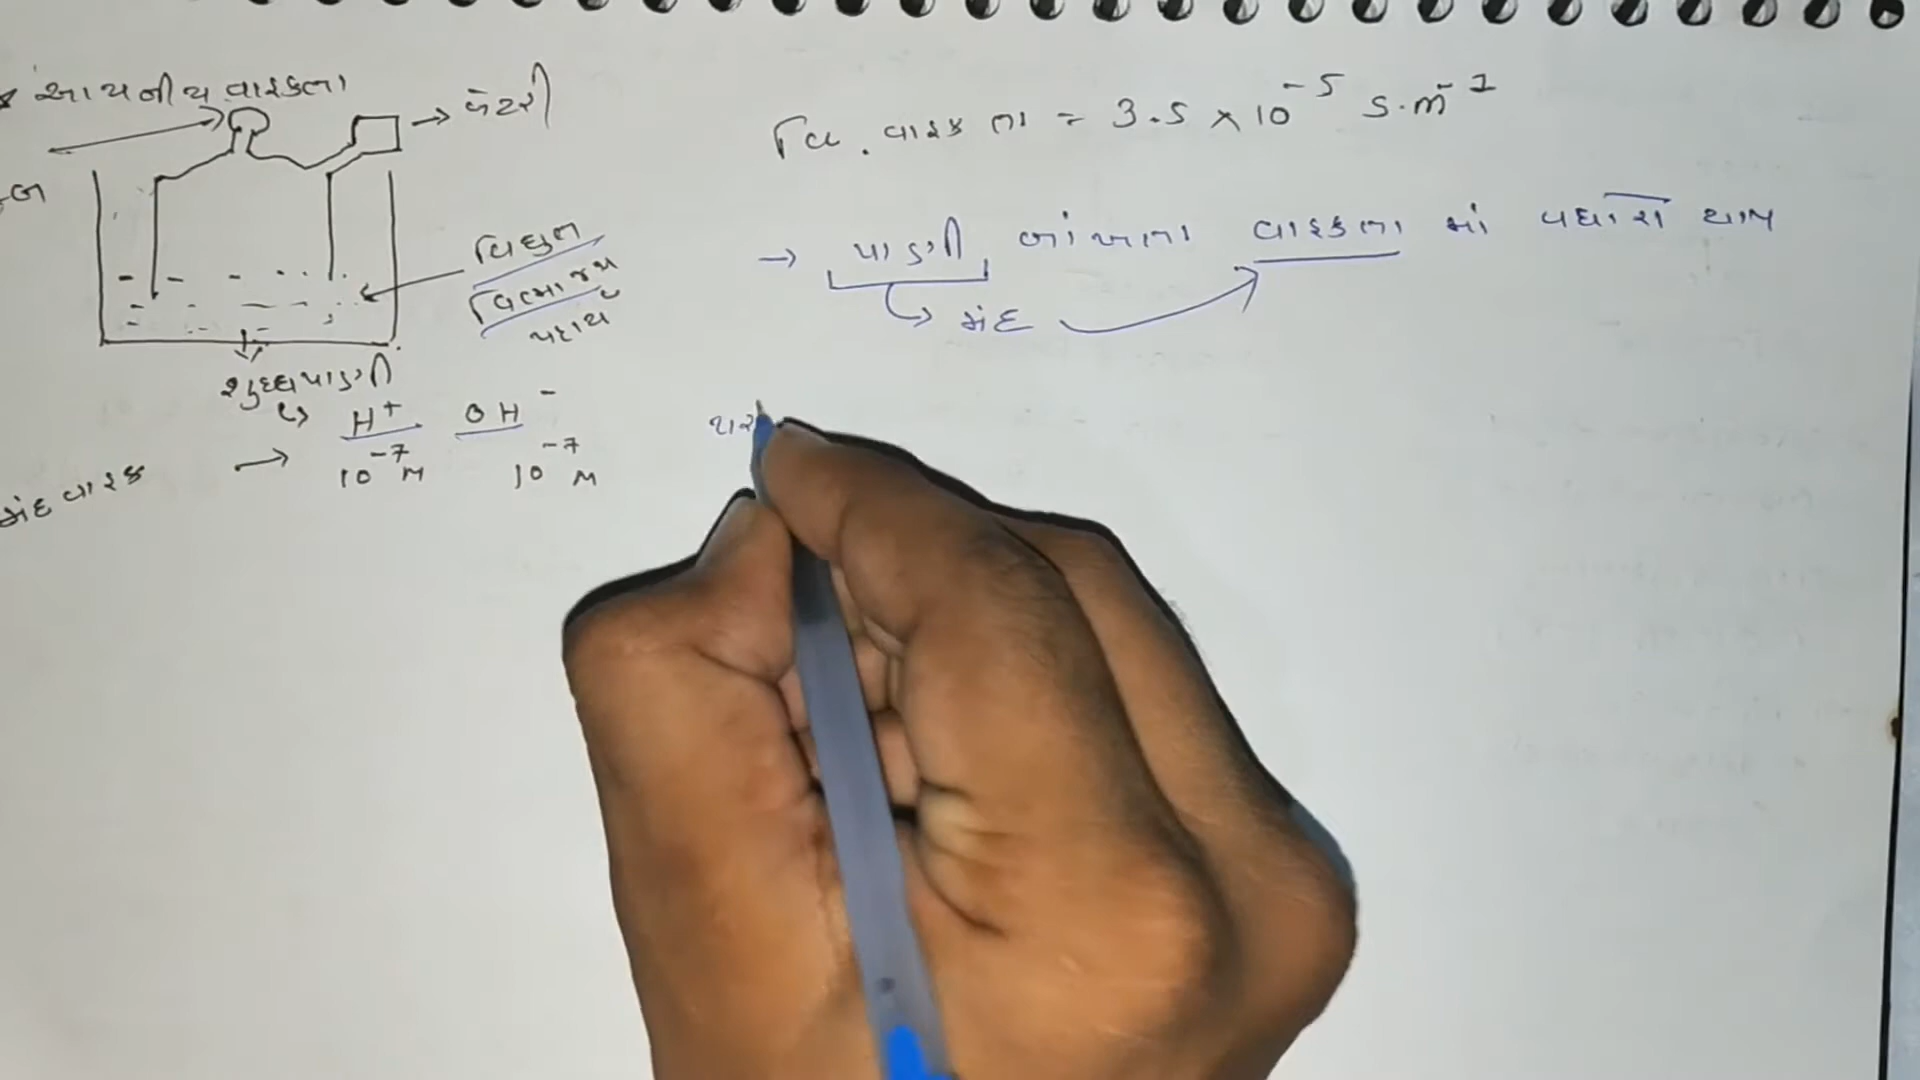 આયનીય વાહકતા
બેટરી
વિદ્યુત
વિભાજ્ય
પદાર્થ
શુદ્ધપાણી
H⁺ OH⁻
10⁻⁷ M 10⁻⁷ M
મંદ વાહક
વિ. વાહકતા = 3.5 × 10⁻⁵ S.m⁻¹
→ પાણી નાંખતા વાહકતા માં વધારો થાય
મંદ